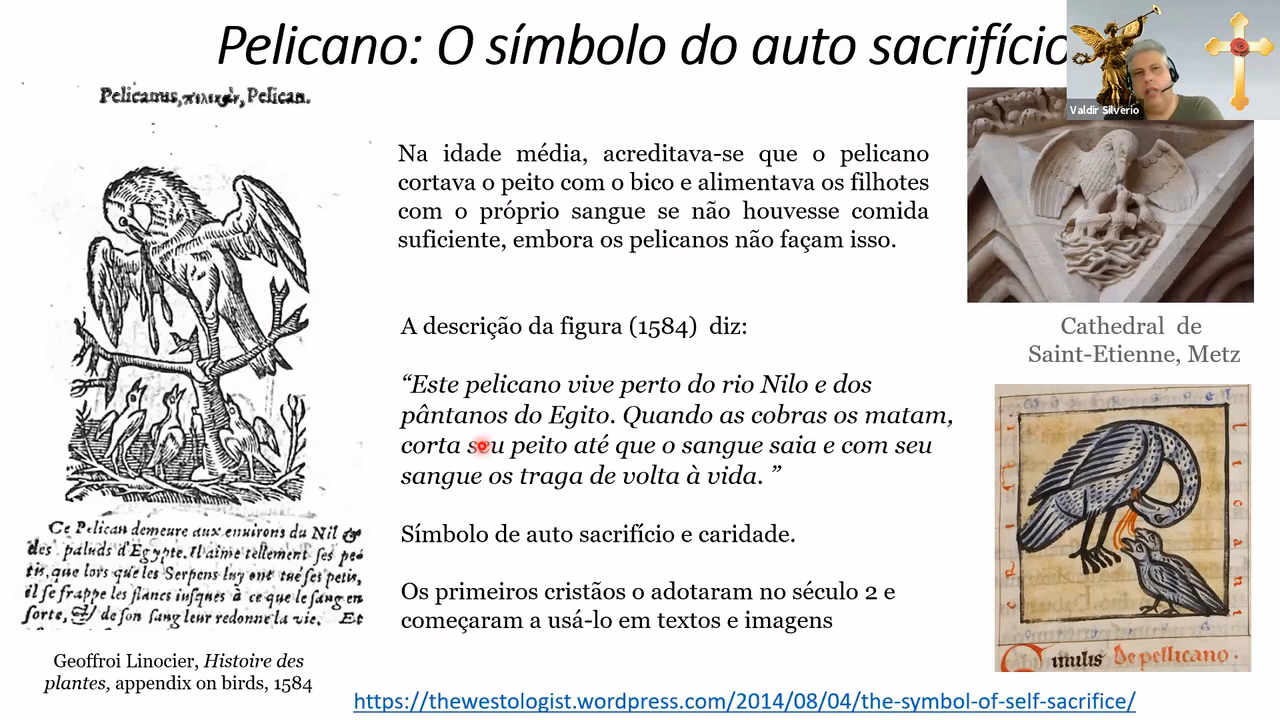 Pelicano: O símbolo do auto sacrifício
Valdir Silverio
Pelicanus, Pelican.
Na idade média, acreditava-se que o pelicano
cortava o peito com o bico e alimentava os filhotes
com o próprio sangue se não houvesse comida
suficiente, embora os pelicanos não façam isso.
A descrição da figura (1584) diz:
“Este pelicano vive perto do rio Nilo e dos
pântanos do Egito. Quando as cobras os matam,
corta seu peito até que o sangue saia e com seu
sangue os traga de volta à vida. ”
Símbolo de auto sacrifício e caridade.
Os primeiros cristãos o adotaram no século 2 e
começaram a usá-lo em textos e imagens
Ce Pelican demeure aux environs du Nil &
des paluds d'Egypte. Il aime tellement ses pe-
tis, que lors que les Serpens luy ont tué ses petis,
il se frappe les flancs iusques à ce que le sang en
sorte, & de son sang leur redonne la vie. Et
Geoffroi Linocier, Histoire des
plantes, appendix on birds, 1584
Cathedral de
Saint-Etienne, Metz
De pellicano.
https://thewestologist.wordpress.com/2014/08/04/the-symbol-of-self-sacrifice/